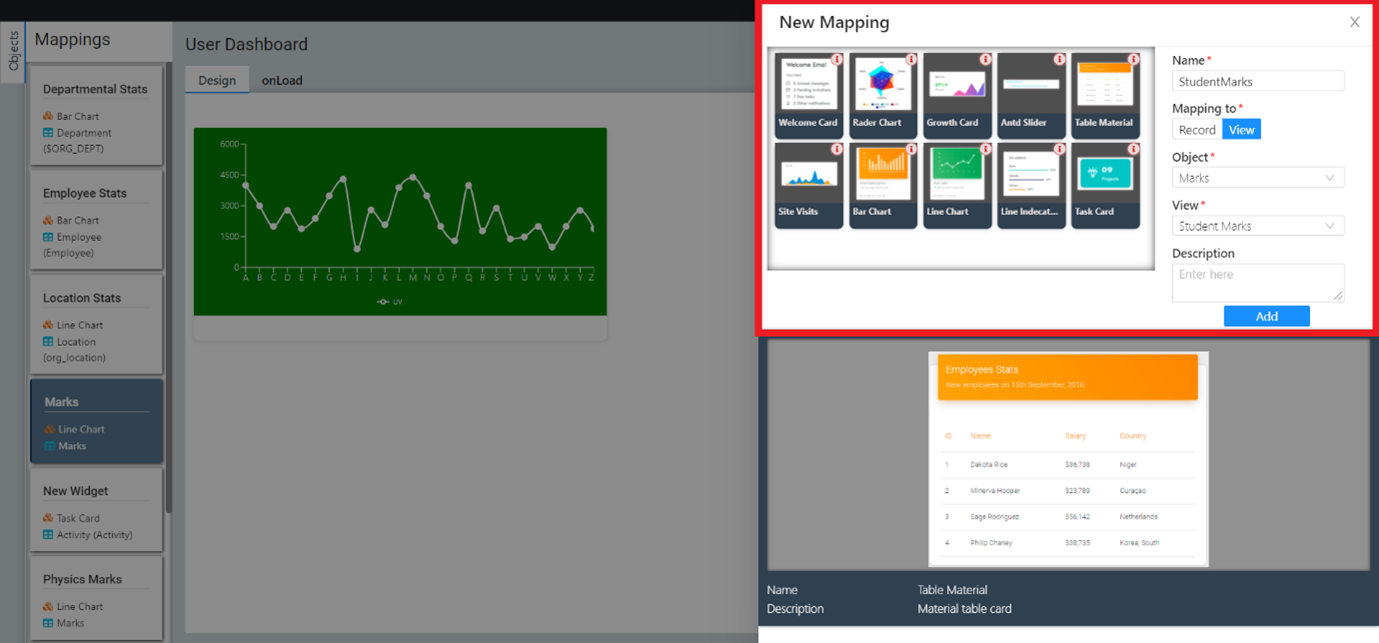 Objects
Mappings
Departmental Stats
Bar Chart
Department
($ORG_DEPT)
Employee Stats
Bar Chart
Employee
(Employee)
Location Stats
Line Chart
Location
(org_location)
Marks
Line Chart
Marks
New Widget
Task Card
Activity (Activity)
Physics Marks
Line Chart
Marks
User Dashboard
Design onLoad
6000
4500
3000
1500
0
A B C D E F G H I J K L M N O P Q R S T U V W X Y Z
UV
New Mapping
Welcome Ema!
Welcome Card
Rader Chart
Growth Card
Antd Slider
Table Material
Site Visits
Bar Chart
Line Chart
Line Indecat...
09
Projects
Task Card
Name*
StudentMarks
Mapping to*
Record View
Object*
Marks
View*
Student Marks
Description
Enter here
Add
Employees Stats
New employees on 15th September, 2016
ID Name Salary Country
1 Dakota Rice $36,738 Niger
2 Minerva Hooper $23,789 Curaçao
3 Sage Rodriguez $56,142 Netherlands
4 Philip Chaney $38,735 Korea, South
Name Table Material
Description Material table card